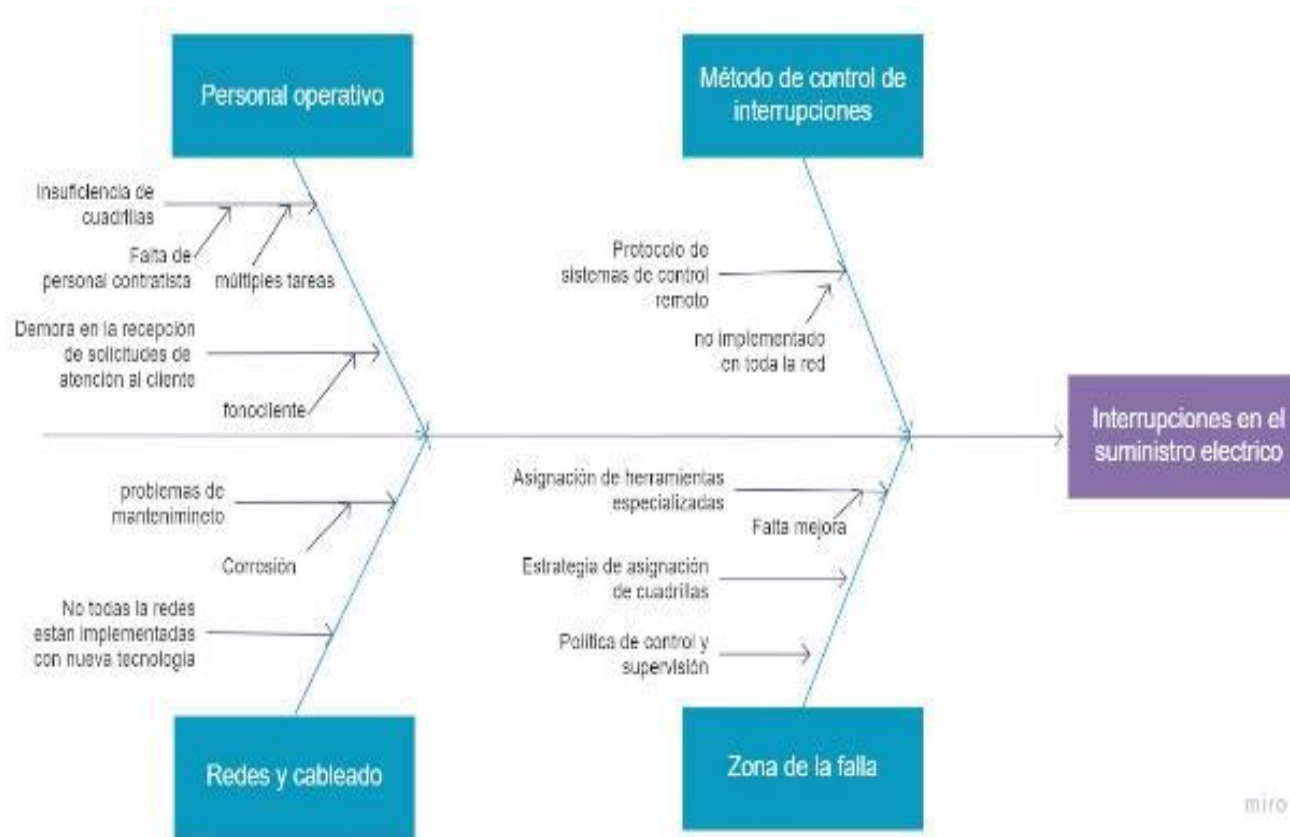 Personal operativo
Método de control de
interrupciones
Insuficiencia de
cuadrillas
Falta de
personal contratista
múltiples tareas
Demora en la recepción
de solicitudes de
atención al cliente
fonocliente
Protocolo de
sistemas de control
remoto
no implementado
en toda la red
Interrupciones en el
suministro electrico
problemas de
mantenimineto
Corrosión
No todas la redes
están implementadas
con nueva tecnología
Asignación de herramientas
especializadas
Falta mejora
Estrategia de asignación
de cuadrillas
Política de control y
supervisión
Redes y cableado
Zona de la falla
miro